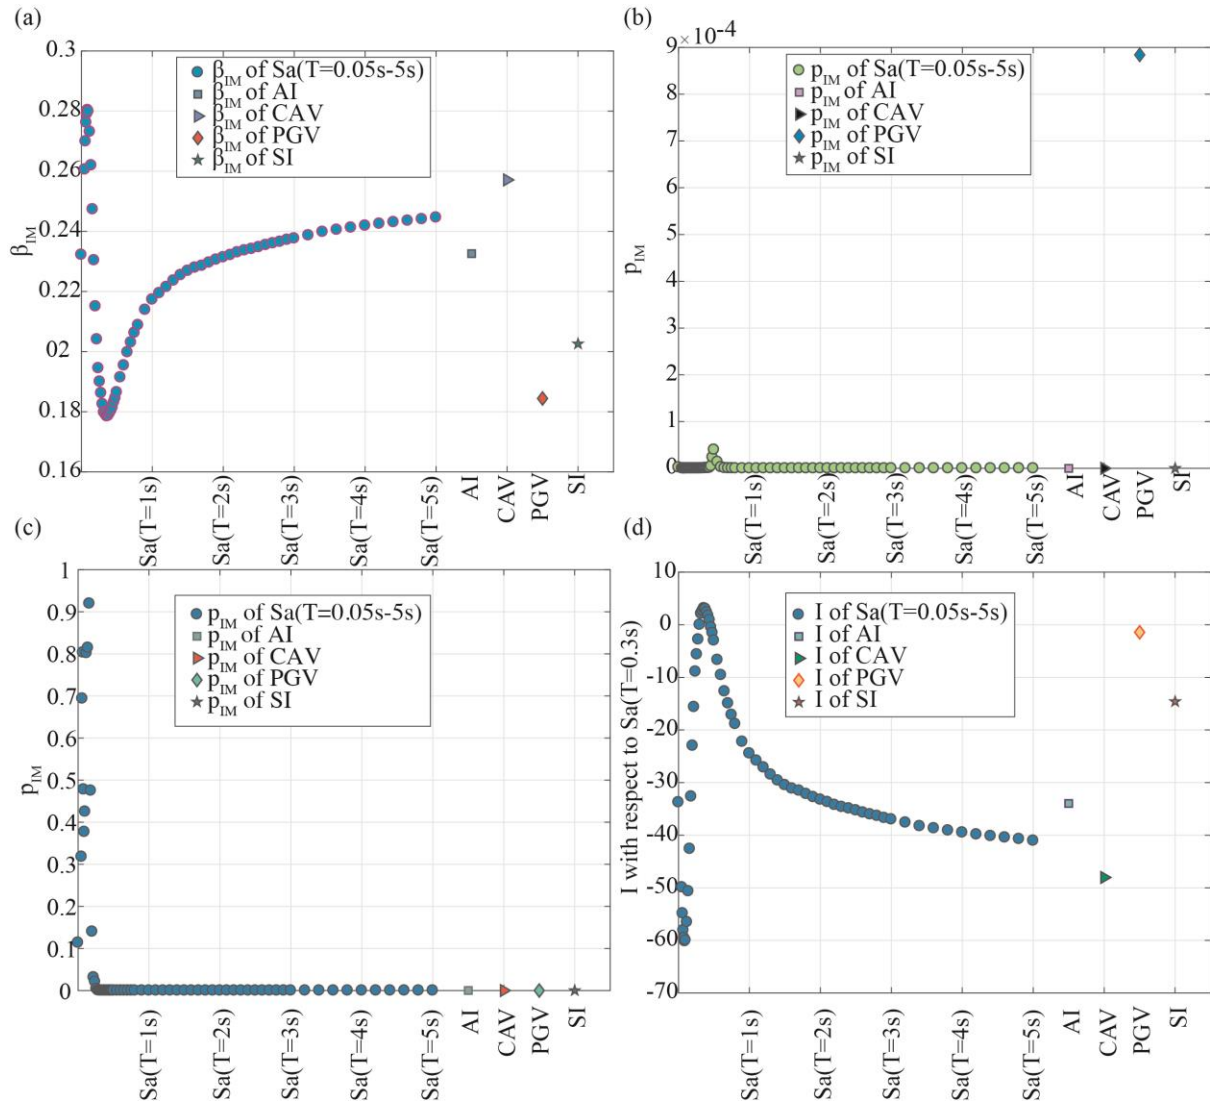 (a)
0.3
0.28
0.26
0.24
0.22
02
0.18
0.16
β_IM
β_IM of Sa(T=0.05s-5s)
β_IM of AI
β_IM of CAV
β_IM of PGV
β_IM of SI
Sa(T=1s)
Sa(T=2s)
Sa(T=3s)
Sa(T=4s)
Sa(T=5s)
AI
CAV
PGV
SI
(b)
9×10-4
8
7
6
5
4
3
2
1
0
p_IM
p_IM of Sa(T=0.05s-5s)
p_IM of AI
p_IM of CAV
p_IM of PGV
p_IM of SI
Sa(T=1s)
Sa(T=2s)
Sa(T=3s)
Sa(T=4s)
Sa(T=5s)
AI
CAV
PGV
SI
(c)
1
0.9
0.8
0.7
0.6
0.5
0.4
0.3
0.2
0.1
0
p_IM
p_IM of Sa(T=0.05s-5s)
p_IM of AI
p_IM of CAV
p_IM of PGV
p_IM of SI
Sa(T=1s)
Sa(T=2s)
Sa(T=3s)
Sa(T=4s)
Sa(T=5s)
AI
CAV
PGV
SI
(d)
10
0
-10
-20
-30
-40
-50
-60
-70
I with respect to Sa(T=0.3s)
I of Sa(T=0.05s-5s)
I of AI
I of CAV
I of PGV
I of SI
Sa(T=1s)
Sa(T=2s)
Sa(T=3s)
Sa(T=4s)
Sa(T=5s)
AI
CAV
PGV
SI